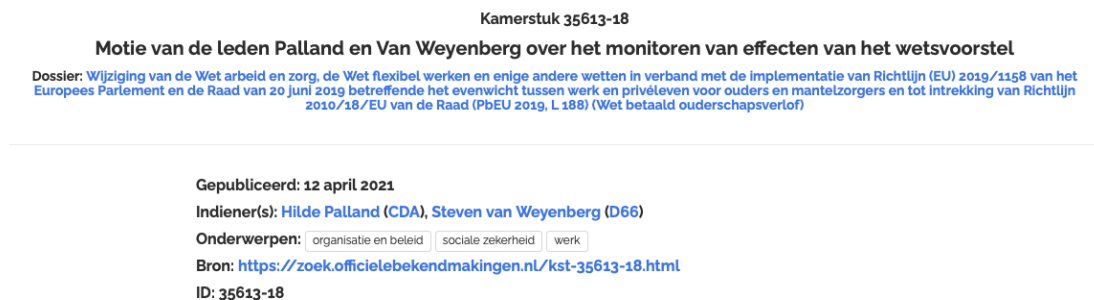 Kamerstuk 35613-18
Motie van de leden Palland en Van Weyenberg over het monitoren van effecten van het wetsvoorstel
Dossier: Wijziging van de Wet arbeid en zorg, de Wet flexibel werken en enige andere wetten in verband met de implementatie van Richtlijn (EU) 2019/1158 van het
Europees Parlement en de Raad van 20 juni 2019 betreffende het evenwicht tussen werk en privéleven voor ouders en mantelzorgers en tot intrekking van Richtlijn
2010/18/EU van de Raad (PbEU 2019, L 188) (Wet betaald ouderschapsverlof)
Gepubliceerd: 12 april 2021
Indiener(s): Hilde Palland (CDA), Steven van Weyenberg (D66)
Onderwerpen: organisatie en beleid sociale zekerheid werk
Bron: https://zoek.officielebekendmakingen.nl/kst-35613-18.html
ID: 35613-18